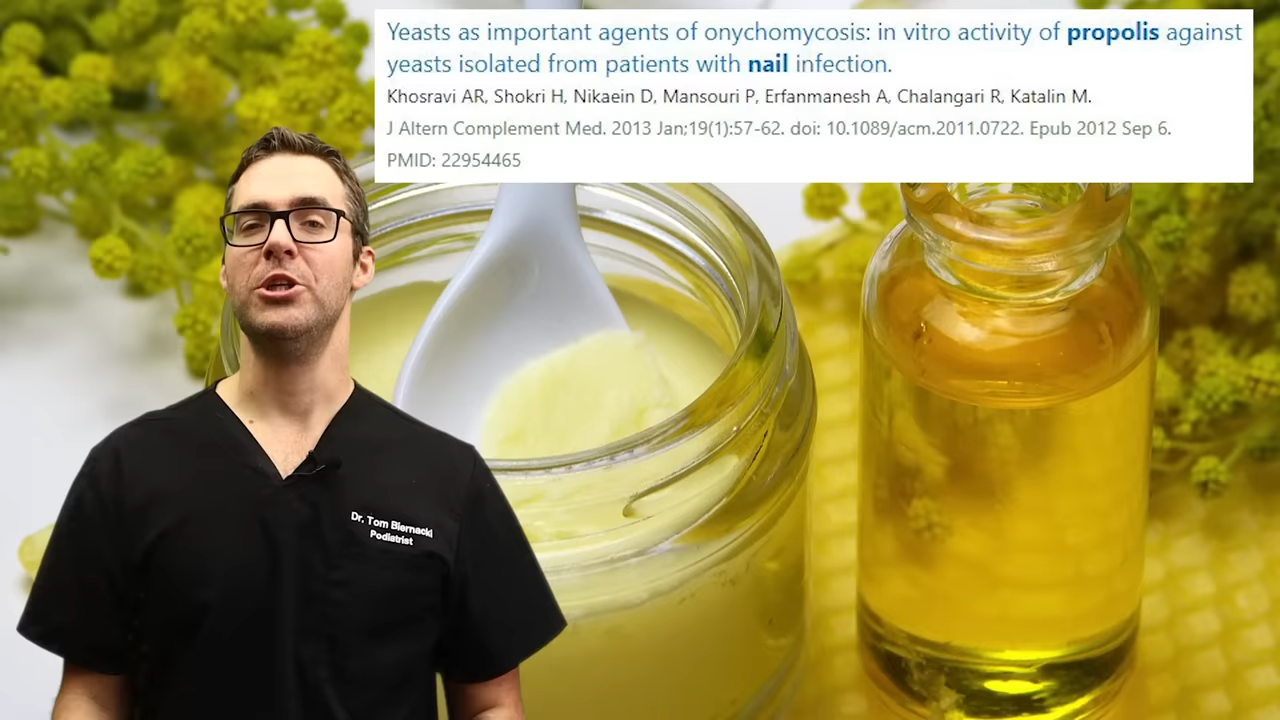 Yeasts as important agents of onychomycosis: in vitro activity of propolis against
yeasts isolated from patients with nail infection.
Khosravi AR, Shokri H, Nikaein D, Mansouri P, Erfanmanesh A, Chalangari R, Katalin M.
J Altern Complement Med. 2013 Jan;19(1):57-62. doi: 10.1089/acm.2011.0722. Epub 2012 Sep 6.
PMID: 22954465
Dr. Tom Biernacki
Podiatrist